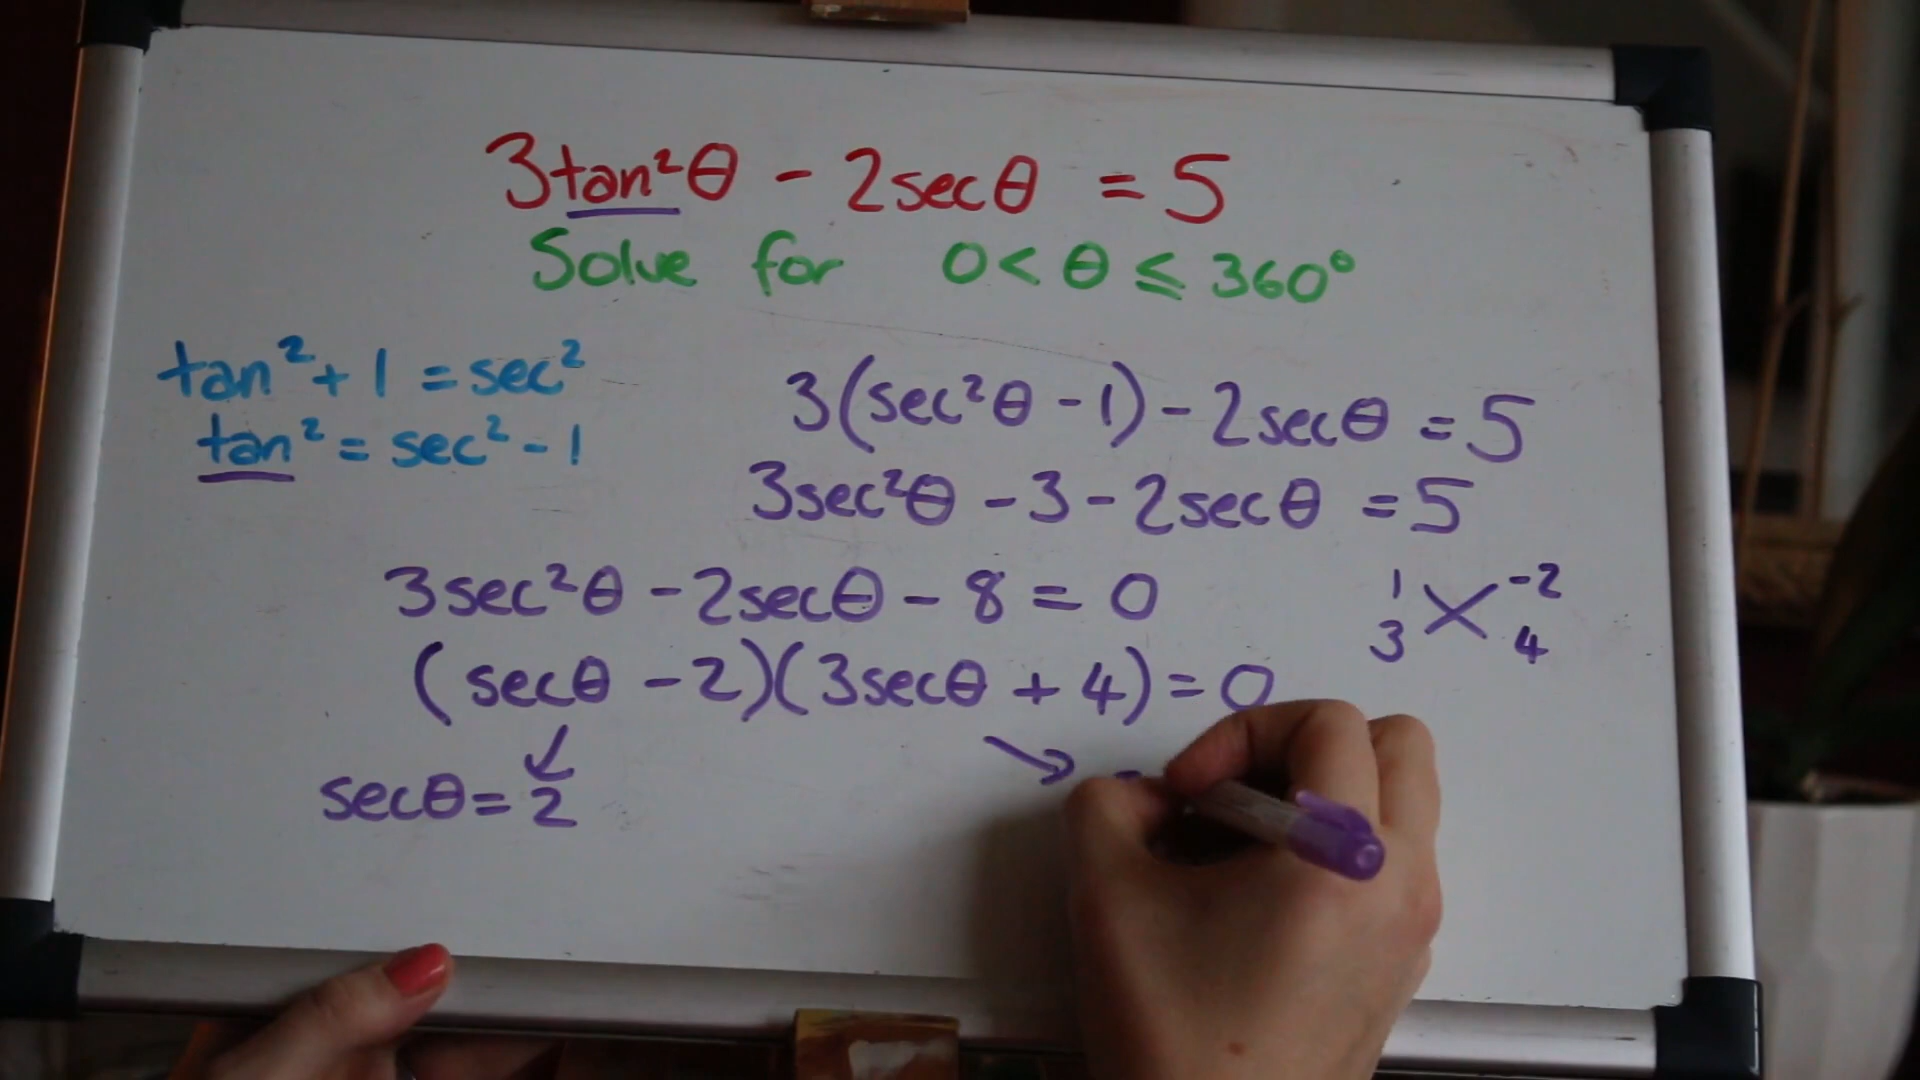 3tan²θ - 2secθ = 5
Solve for 0 < θ ≤ 360°
tan² + 1 = sec²
tan² = sec² - 1
3(sec²θ - 1) - 2secθ = 5
3sec²θ - 3 - 2secθ = 5
3sec²θ - 2secθ - 8 = 0
1 -2
3 4
(secθ - 2)(3secθ + 4) = 0
secθ = 2